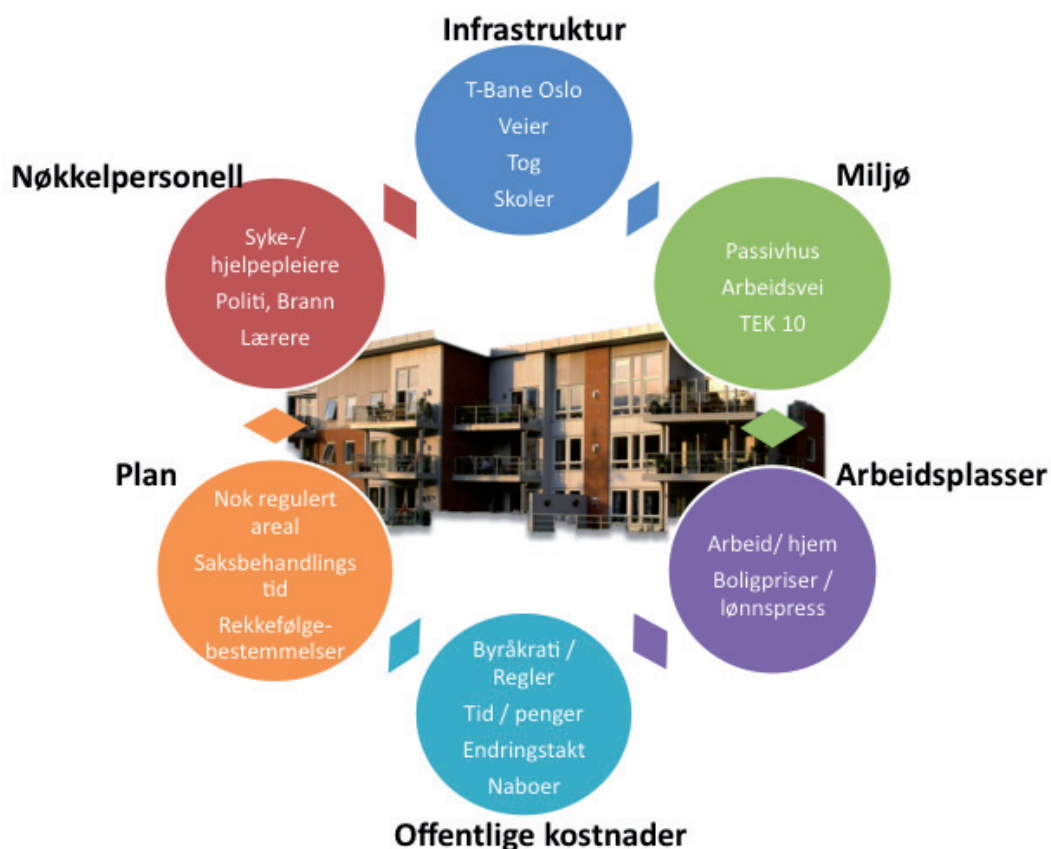 Infrastruktur
T-Bane Oslo
Veier
Tog
Skoler
Miljø
Passivhus
Arbeidsvei
TEK 10
Arbeidsplasser
Arbeid/ hjem
Boligpriser /
lønnspress
Offentlige kostnader
Byråkrati /
Regler
Tid / penger
Endringstakt
Naboer
Plan
Nok regulert
areal
Saksbehandlings
tid
Rekkefølge-
bestemmelser
Nøkkelpersonell
Syke-/
hjelpepleiere
Politi, Brann
Lærere